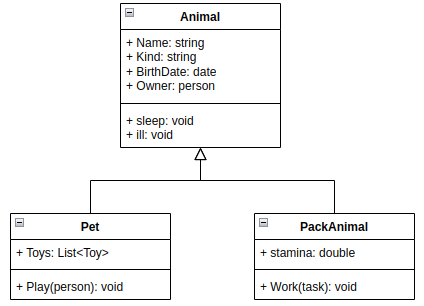 Animal
+ Name: string
+ Kind: string
+ BirthDate: date
+ Owner: person
+ sleep: void
+ ill: void
Pet
+ Toys: List<Toy>
+ Play(person): void
PackAnimal
+ stamina: double
+ Work(task): void